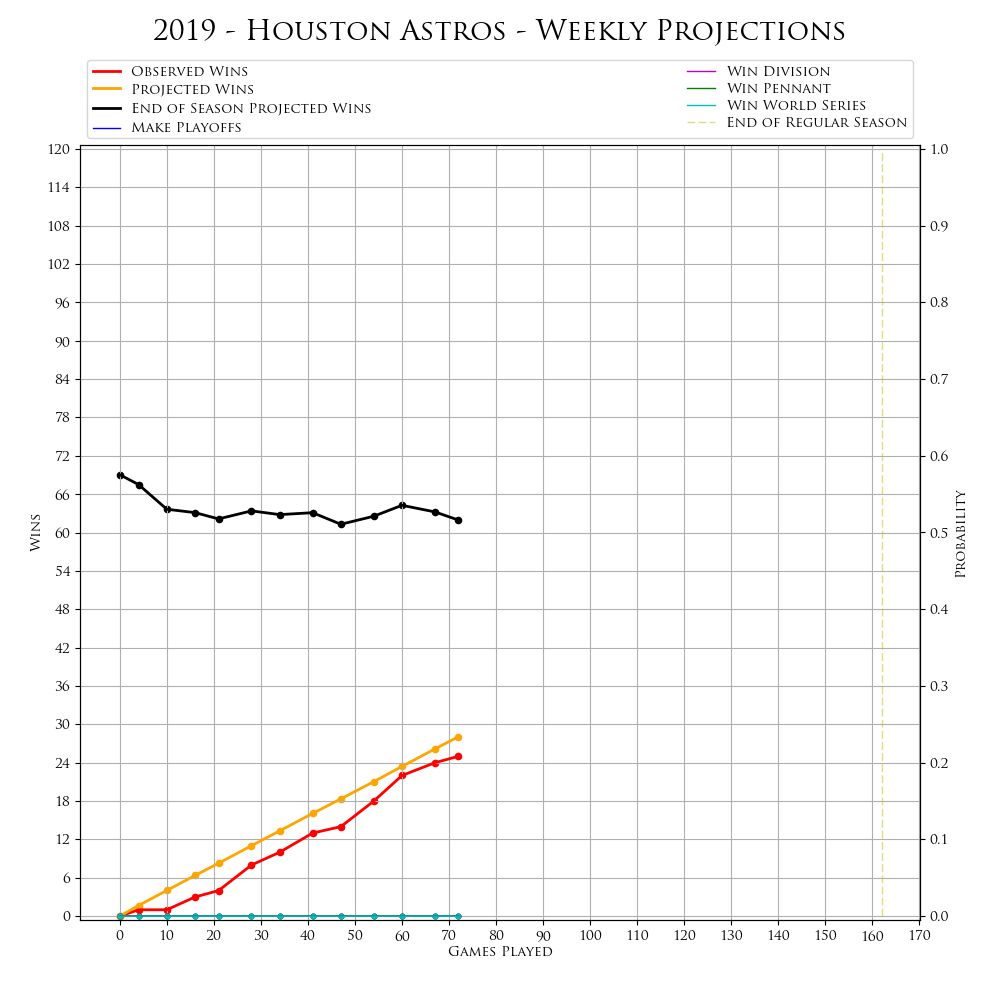 2019 - Houston Astros - Weekly Projections
Observed Wins
Projected Wins
End of Season Projected Wins
Make Playoffs
Win Division
Win Pennant
Win World Series
End of Regular Season
120
114
108
102
96
90
84
78
72
66
60
54
48
42
36
30
24
18
12
6
0
Wins
1.0
0.9
0.8
0.7
0.6
0.5
0.4
0.3
0.2
0.1
0.0
Probability
0 10 20 30 40 50 60 70 80 90 100 110 120 130 140 150 160 170
Games Played